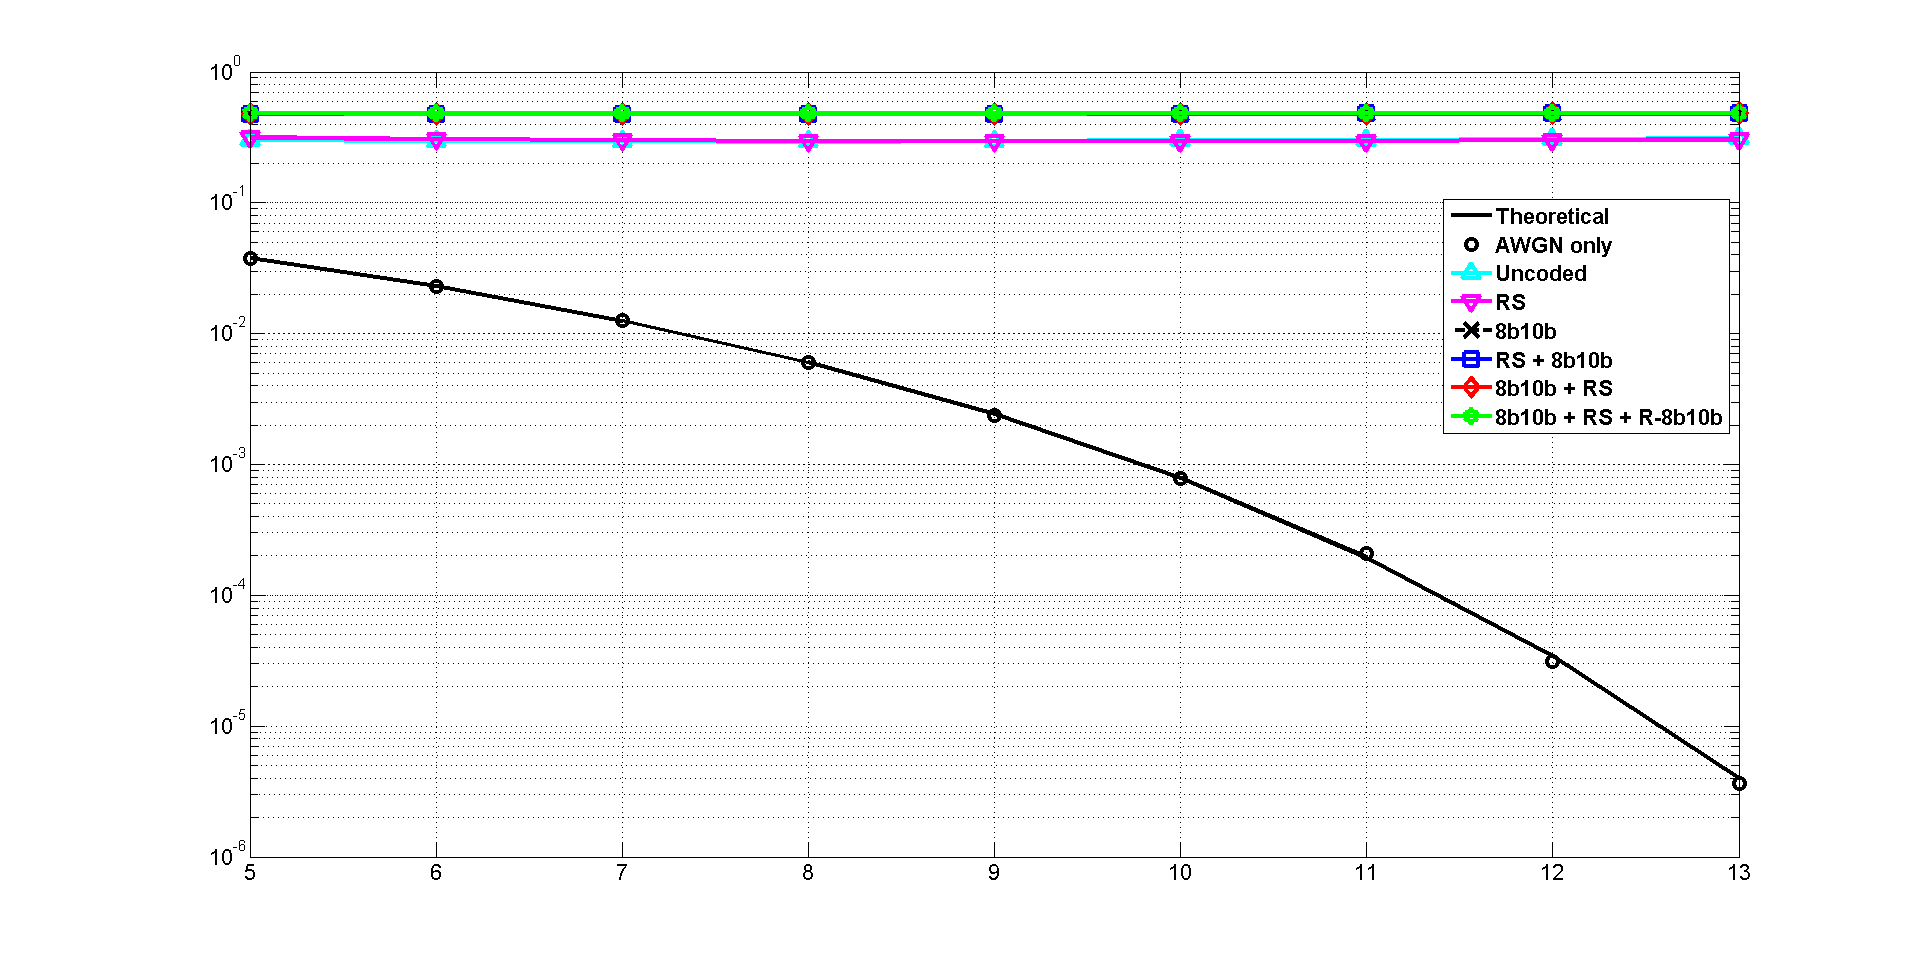 10^0
10^-1
10^-2
10^-3
10^-4
10^-5
10^-6
5 6 7 8 9 10 11 12 13
Theoretical
AWGN only
Uncoded
RS
8b10b
RS + 8b10b
8b10b + RS
8b10b + RS + R-8b10b